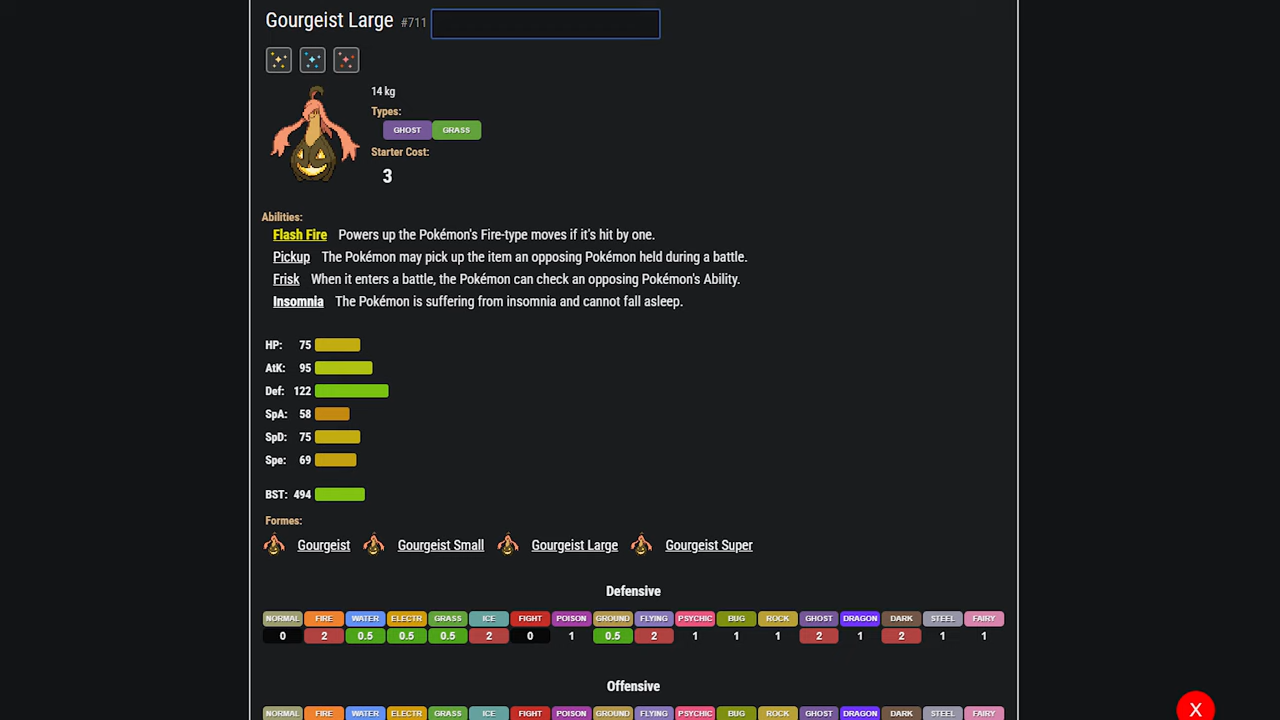 Gourgeist Large #711
14 kg
Types:
GHOST GRASS
Starter Cost:
3
Abilities:
Flash Fire Powers up the Pokémon's Fire-type moves if it's hit by one.
Pickup The Pokémon may pick up the item an opposing Pokémon held during a battle.
Frisk When it enters a battle, the Pokémon can check an opposing Pokémon's Ability.
Insomnia The Pokémon is suffering from insomnia and cannot fall asleep.
HP: 75
AtK: 95
Def: 122
SpA: 58
SpD: 75
Spe: 69
BST: 494
Formes:
Gourgeist Gourgeist Small Gourgeist Large Gourgeist Super
Defensive
NORMAL FIRE WATER ELECTR GRASS ICE FIGHT POISON GROUND FLYING PSYCHIC BUG ROCK GHOST DRAGON DARK STEEL FAIRY
0 2 0.5 0.5 0.5 2 0 1 0.5 2 1 1 1 2 1 2 1 1
Offensive
NORMAL FIRE WATER ELECTR GRASS ICE FIGHT POISON GROUND FLYING PSYCHIC BUG ROCK GHOST DRAGON DARK STEEL FAIRY
X